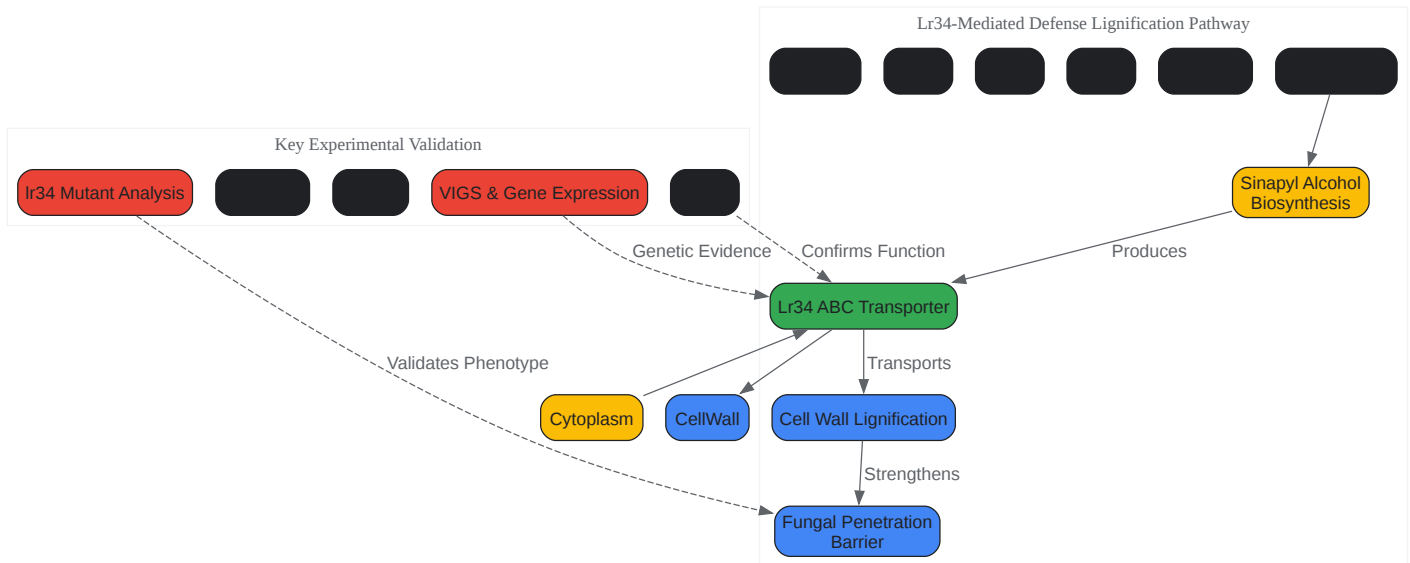 Lr34-Mediated Defense Lignification Pathway
Key Experimental Validation
lr34 Mutant Analysis
VIGS & Gene Expression
Sinapyl Alcohol
Biosynthesis
Genetic Evidence
Confirms Function
Produces
Lr34 ABC Transporter
Validates Phenotype
Transports
Cytoplasm
CellWall
Cell Wall Lignification
Strengthens
Fungal Penetration
Barrier